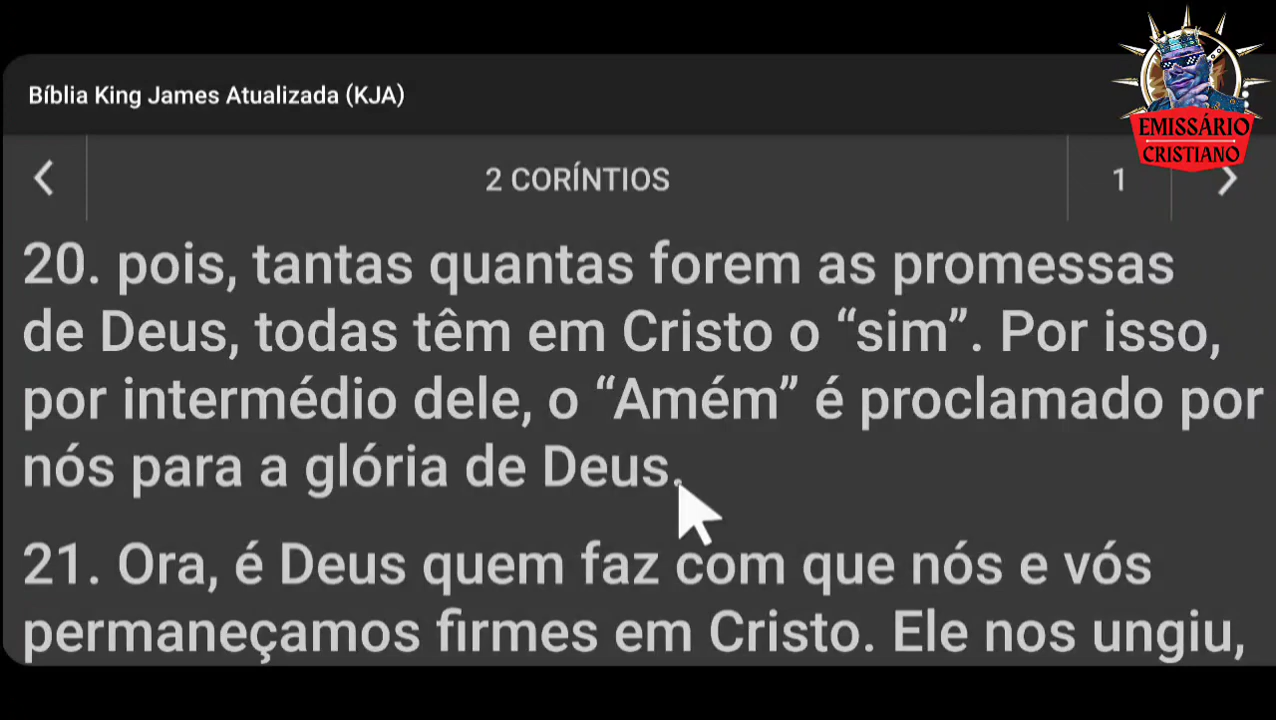 Bíblia King James Atualizada (KJA)
EMISSÁRIO
CRISTIANO
2 CORÍNTIOS
1
20. pois, tantas quantas forem as promessas
de Deus, todas têm em Cristo o “sim”. Por isso,
por intermédio dele, o “Amém” é proclamado por
nós para a glória de Deus.
21. Ora, é Deus quem faz com que nós e vós
permaneçamos firmes em Cristo. Ele nos ungiu,